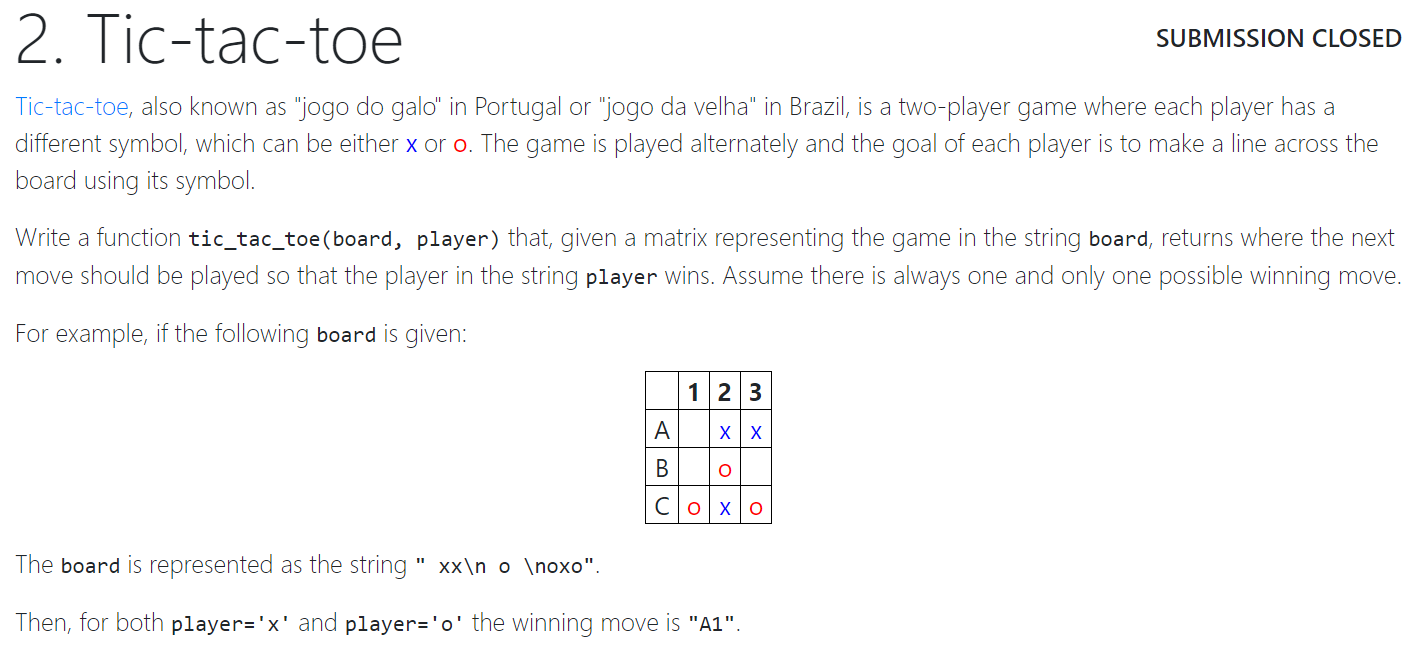 2. Tic-tac-toe
SUBMISSION CLOSED
Tic-tac-toe, also known as "jogo do galo" in Portugal or "jogo da velha" in Brazil, is a two-player game where each player has a
different symbol, which can be either x or o. The game is played alternately and the goal of each player is to make a line across the
board using its symbol.
Write a function tic_tac_toe(board, player) that, given a matrix representing the game in the string board, returns where the next
move should be played so that the player in the string player wins. Assume there is always one and only one possible winning move.
For example, if the following board is given:
1 2 3
A x x
B o
C o x o
The board is represented as the string " xx\n o \noxo".
Then, for both player='x' and player='o' the winning move is "A1".